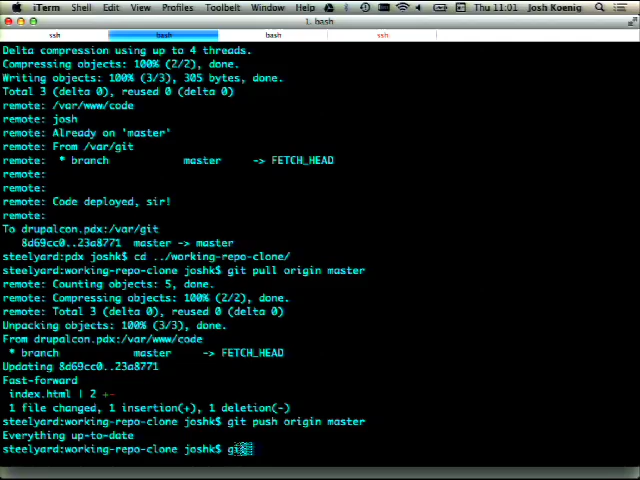 iTerm Shell Edit View Profiles Toolbelt Window Help Thu 11:01 Josh Koenig
1. bash
ssh bash bash ssh
Delta compression using up to 4 threads.
Compressing objects: 100% (2/2), done.
Writing objects: 100% (3/3), 305 bytes, done.
Total 3 (delta 0), reused 0 (delta 0)
remote: /var/www/code
remote: josh
remote: Already on 'master'
remote: From /var/git
remote:  * branch            master     -> FETCH_HEAD
remote:
remote:
remote: Code deployed, sir!
remote:
To drupalcon.pdx:/var/git
   8d69cc0..23a8771  master -> master
steelyard:pdx joshk$ cd ../working-repo-clone/
steelyard:working-repo-clone joshk$ git pull origin master
remote: Counting objects: 5, done.
remote: Compressing objects: 100% (2/2), done.
remote: Total 3 (delta 0), reused 0 (delta 0)
Unpacking objects: 100% (3/3), done.
From drupalcon.pdx:/var/www/code
 * branch            master     -> FETCH_HEAD
Updating 8d69cc0..23a8771
Fast-forward
 index.html | 2 +-
 1 file changed, 1 insertion(+), 1 deletion(-)
steelyard:working-repo-clone joshk$ git push origin master
Everything up-to-date
steelyard:working-repo-clone joshk$